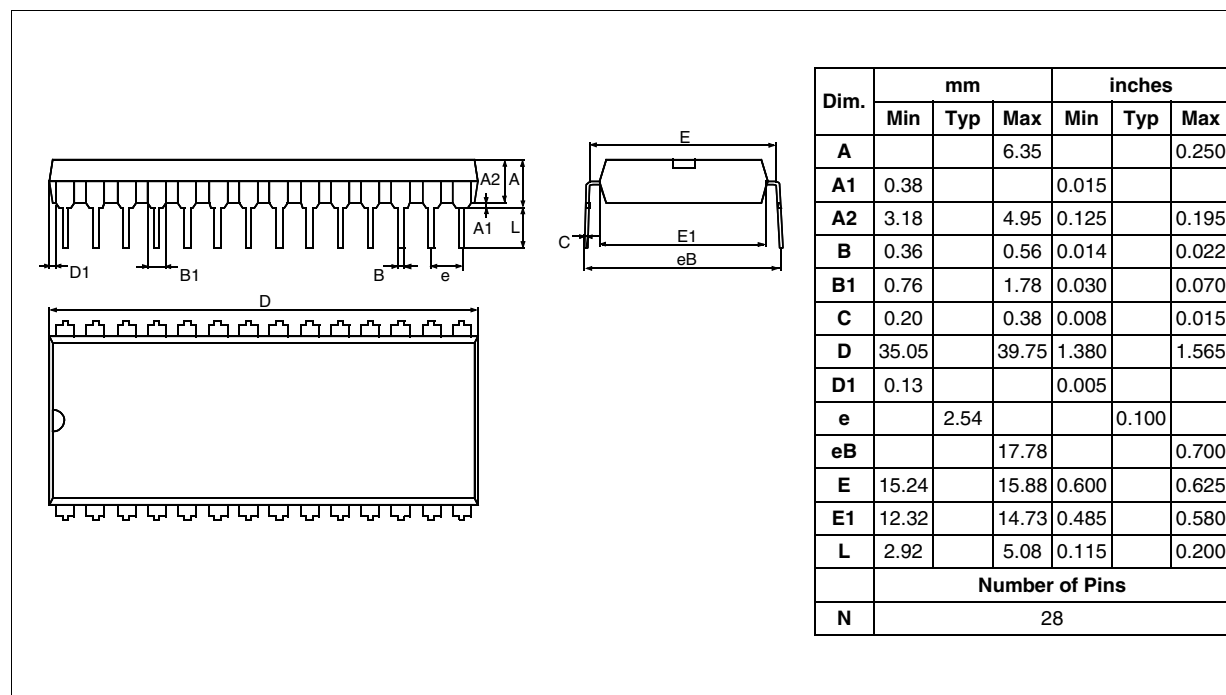 A2 A
A1 L
D1 B1 B e
D
E
C
E1
eB
Dim. mm inches
Min Typ Max Min Typ Max
A 6.35 0.250
A1 0.38 0.015
A2 3.18 4.95 0.125 0.195
B 0.36 0.56 0.014 0.022
B1 0.76 1.78 0.030 0.070
C 0.20 0.38 0.008 0.015
D 35.05 39.75 1.380 1.565
D1 0.13 0.005
e 2.54 0.100
eB 17.78 0.700
E 15.24 15.88 0.600 0.625
E1 12.32 14.73 0.485 0.580
L 2.92 5.08 0.115 0.200
Number of Pins
N 28